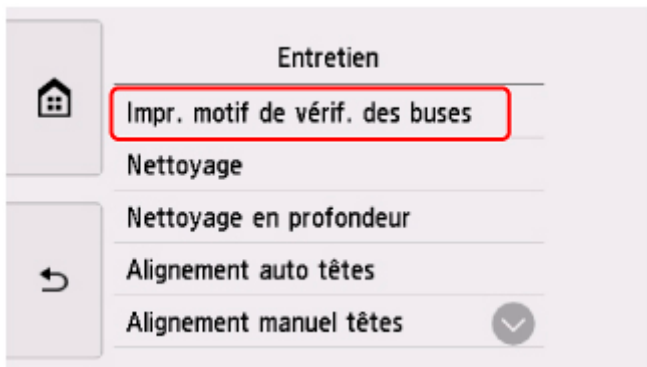 Entretien
Impr. motif de vérif. des buses
Nettoyage
Nettoyage en profondeur
Alignement auto têtes
Alignement manuel têtes